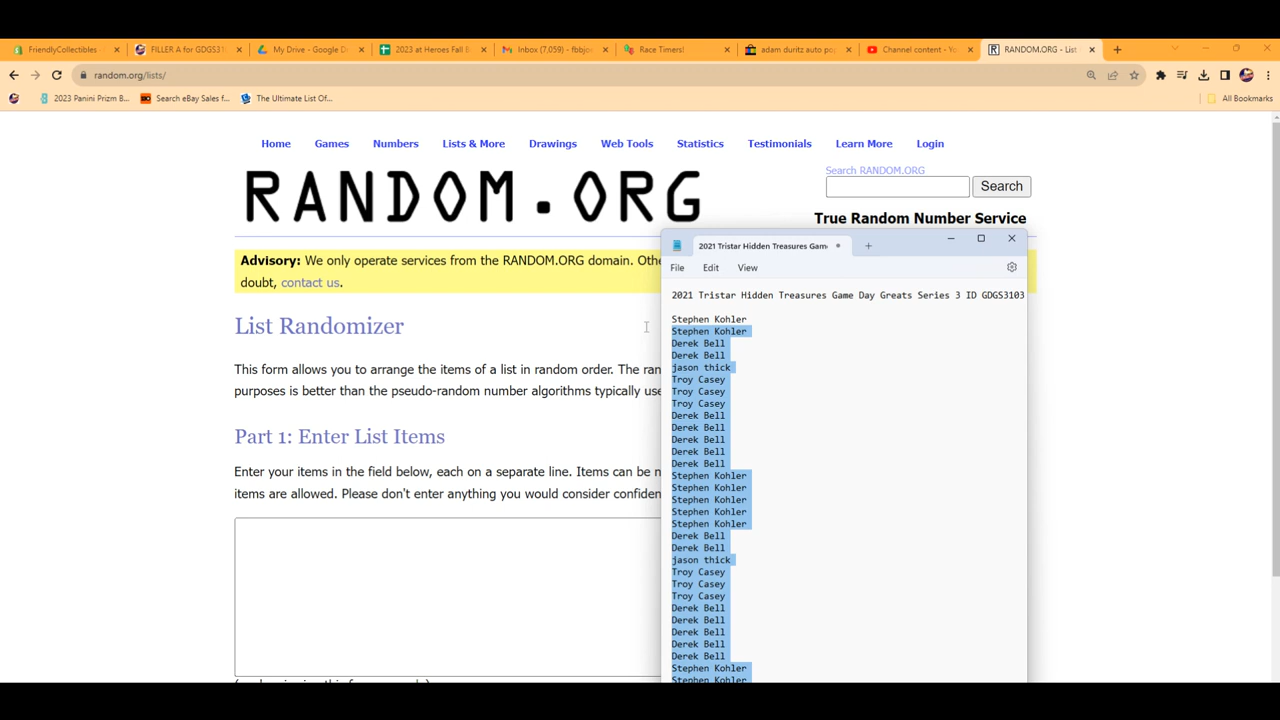 FriendlyCollectibles
FILLER A for GDGS31
My Drive - Google D
2023 at Heroes Fall B
Inbox (7,059) - fbbjo
Race Timers!
adam duritz auto po
Channel content - Yo
RANDOM.ORG - List
random.org/lists/
2023 Panini Prizm B...
Search eBay Sales f...
The Ultimate List Of...
All Bookmarks
Home
Games
Numbers
Lists & More
Drawings
Web Tools
Statistics
Testimonials
Learn More
Login
RANDOM.ORG
Search RANDOM.ORG
Search
True Random Number Service
Advisory: We only operate services from the RANDOM.ORG domain. Othe
doubt, contact us.
List Randomizer
This form allows you to arrange the items of a list in random order. The ran
purposes is better than the pseudo-random number algorithms typically use
Part 1: Enter List Items
Enter your items in the field below, each on a separate line. Items can be n
items are allowed. Please don't enter anything you would consider confiden
2021 Tristar Hidden Treasures Gam
File
Edit
View
2021 Tristar Hidden Treasures Game Day Greats Series 3 ID GDGS3103
Stephen Kohler
Stephen Kohler
Derek Bell
Derek Bell
jason thick
Troy Casey
Troy Casey
Troy Casey
Derek Bell
Derek Bell
Derek Bell
Derek Bell
Derek Bell
Stephen Kohler
Stephen Kohler
Stephen Kohler
Stephen Kohler
Stephen Kohler
Derek Bell
Derek Bell
jason thick
Troy Casey
Troy Casey
Troy Casey
Derek Bell
Derek Bell
Derek Bell
Derek Bell
Derek Bell
Stephen Kohler
Stephen Kohler